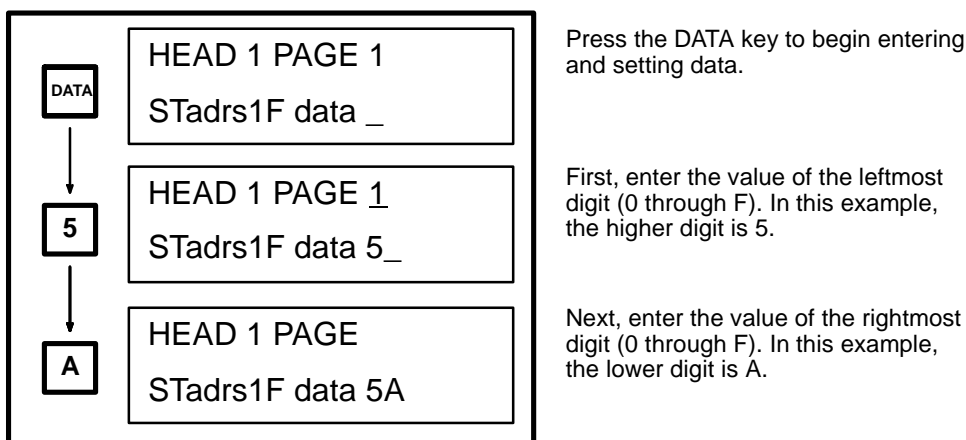 DATA
HEAD 1 PAGE 1
STadrs1F data _
Press the DATA key to begin entering
and setting data.
5
HEAD 1 PAGE 1
STadrs1F data 5_
First, enter the value of the leftmost
digit (0 through F). In this example,
the higher digit is 5.
A
HEAD 1 PAGE
STadrs1F data 5A
Next, enter the value of the rightmost
digit (0 through F). In this example,
the lower digit is A.